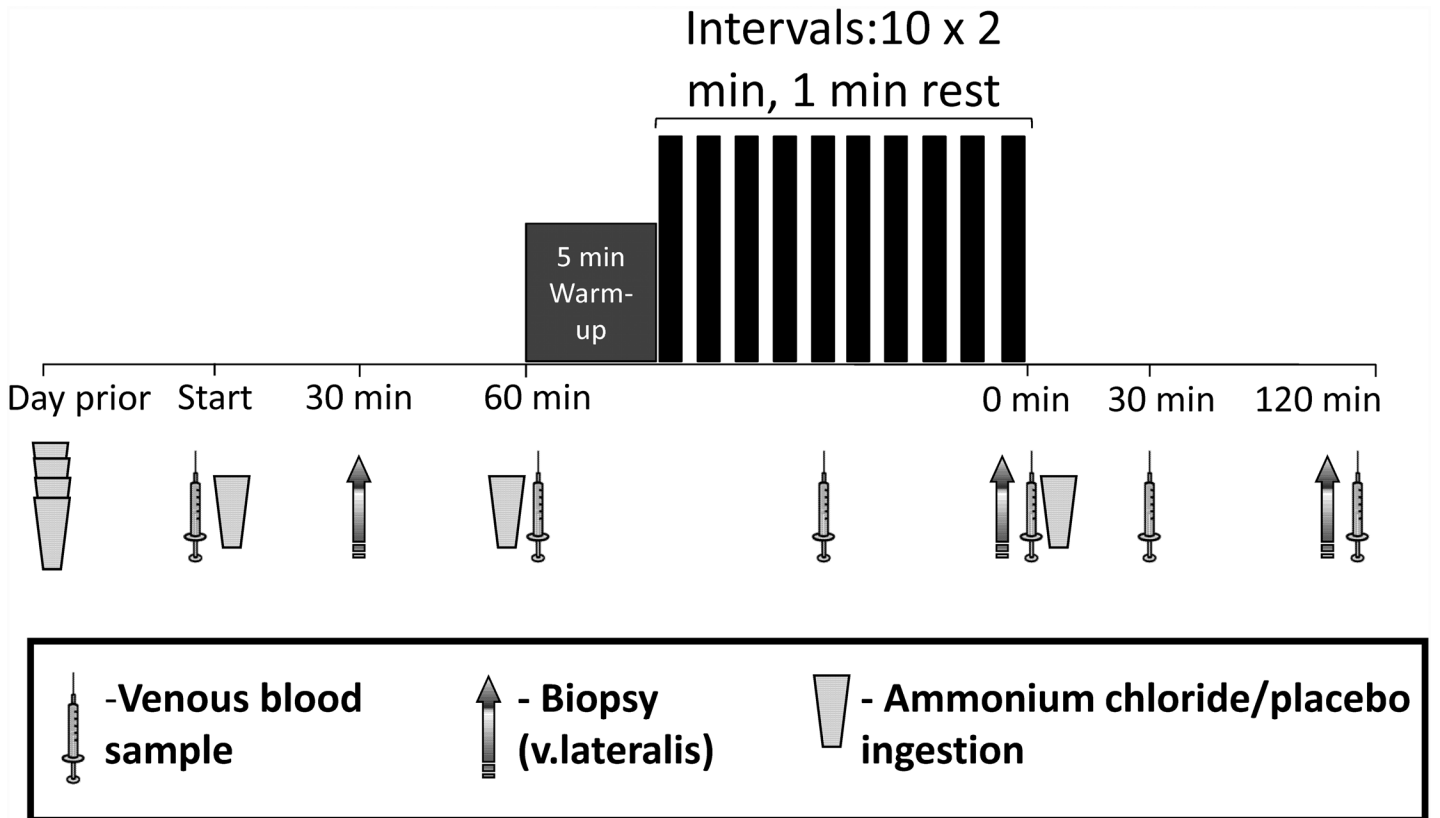 Intervals:10 x 2
min, 1 min rest
5 min
Warm-
up
Day prior Start 30 min 60 min 0 min 30 min 120 min
-Venous blood
sample
- Biopsy
(v.lateralis)
- Ammonium chloride/placebo
ingestion